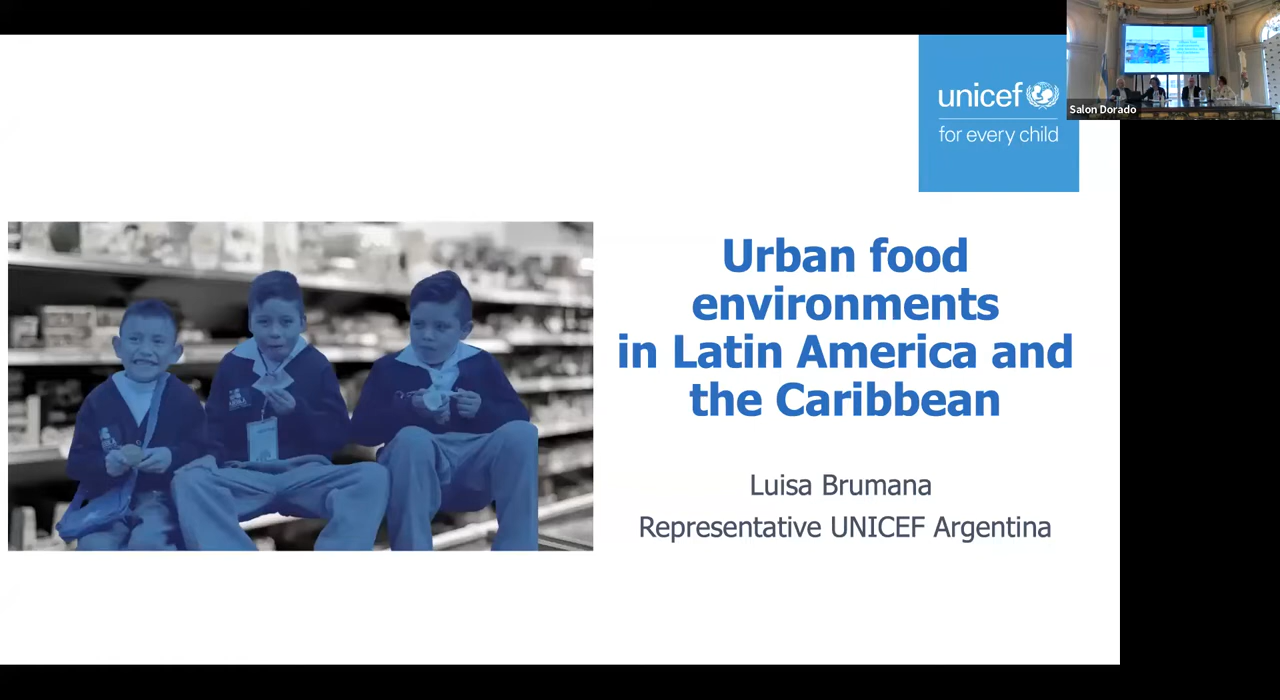 unicef
for every child
Salon Dorado
Urban food
environments
in Latin America and
the Caribbean
Luisa Brumana
Representative UNICEF Argentina